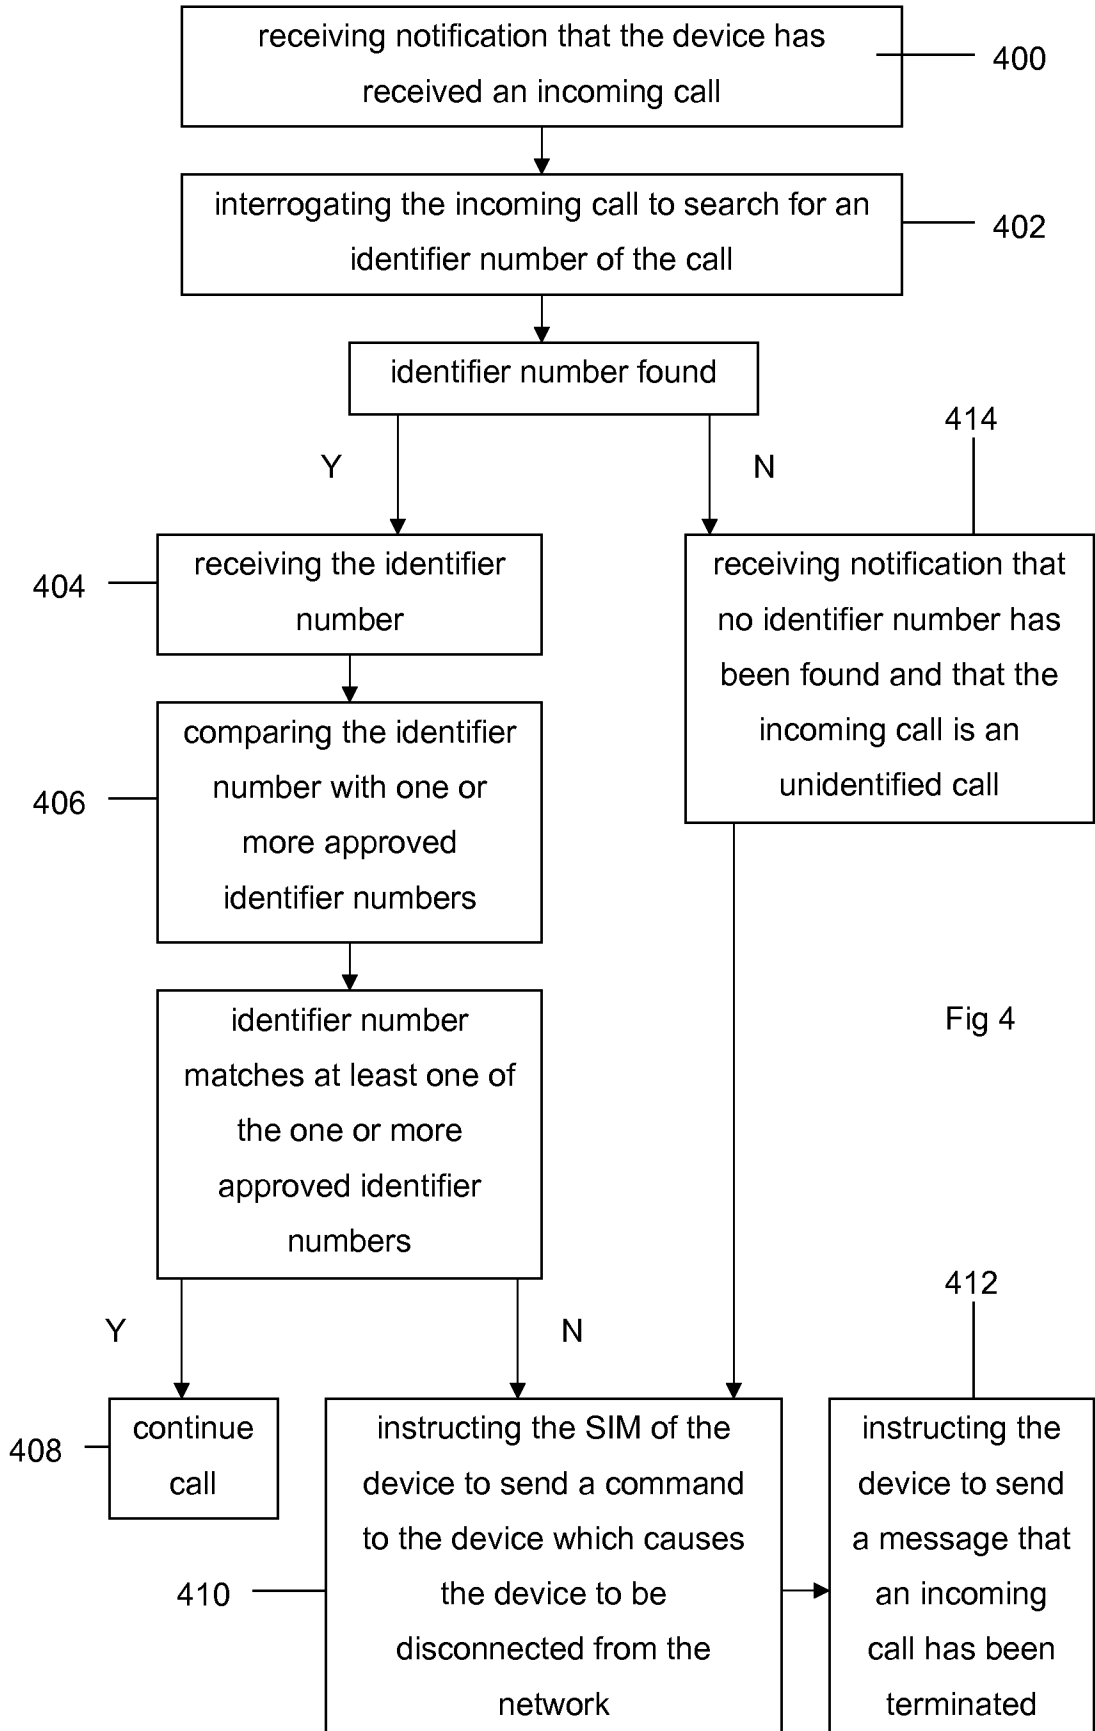 receiving notification that the device has
received an incoming call
400
interrogating the incoming call to search for an
identifier number of the call
402
identifier number found
414
Y
N
404
receiving the identifier
number
receiving notification that
no identifier number has
been found and that the
incoming call is an
unidentified call
406
comparing the identifier
number with one or
more approved
identifier numbers
Fig 4
identifier number
matches at least one of
the one or more
approved identifier
numbers
412
Y
N
408
continue
call
410
instructing the SIM of the
device to send a command
to the device which causes
the device to be
disconnected from the
network
instructing the
device to send
a message that
an incoming
call has been
terminated